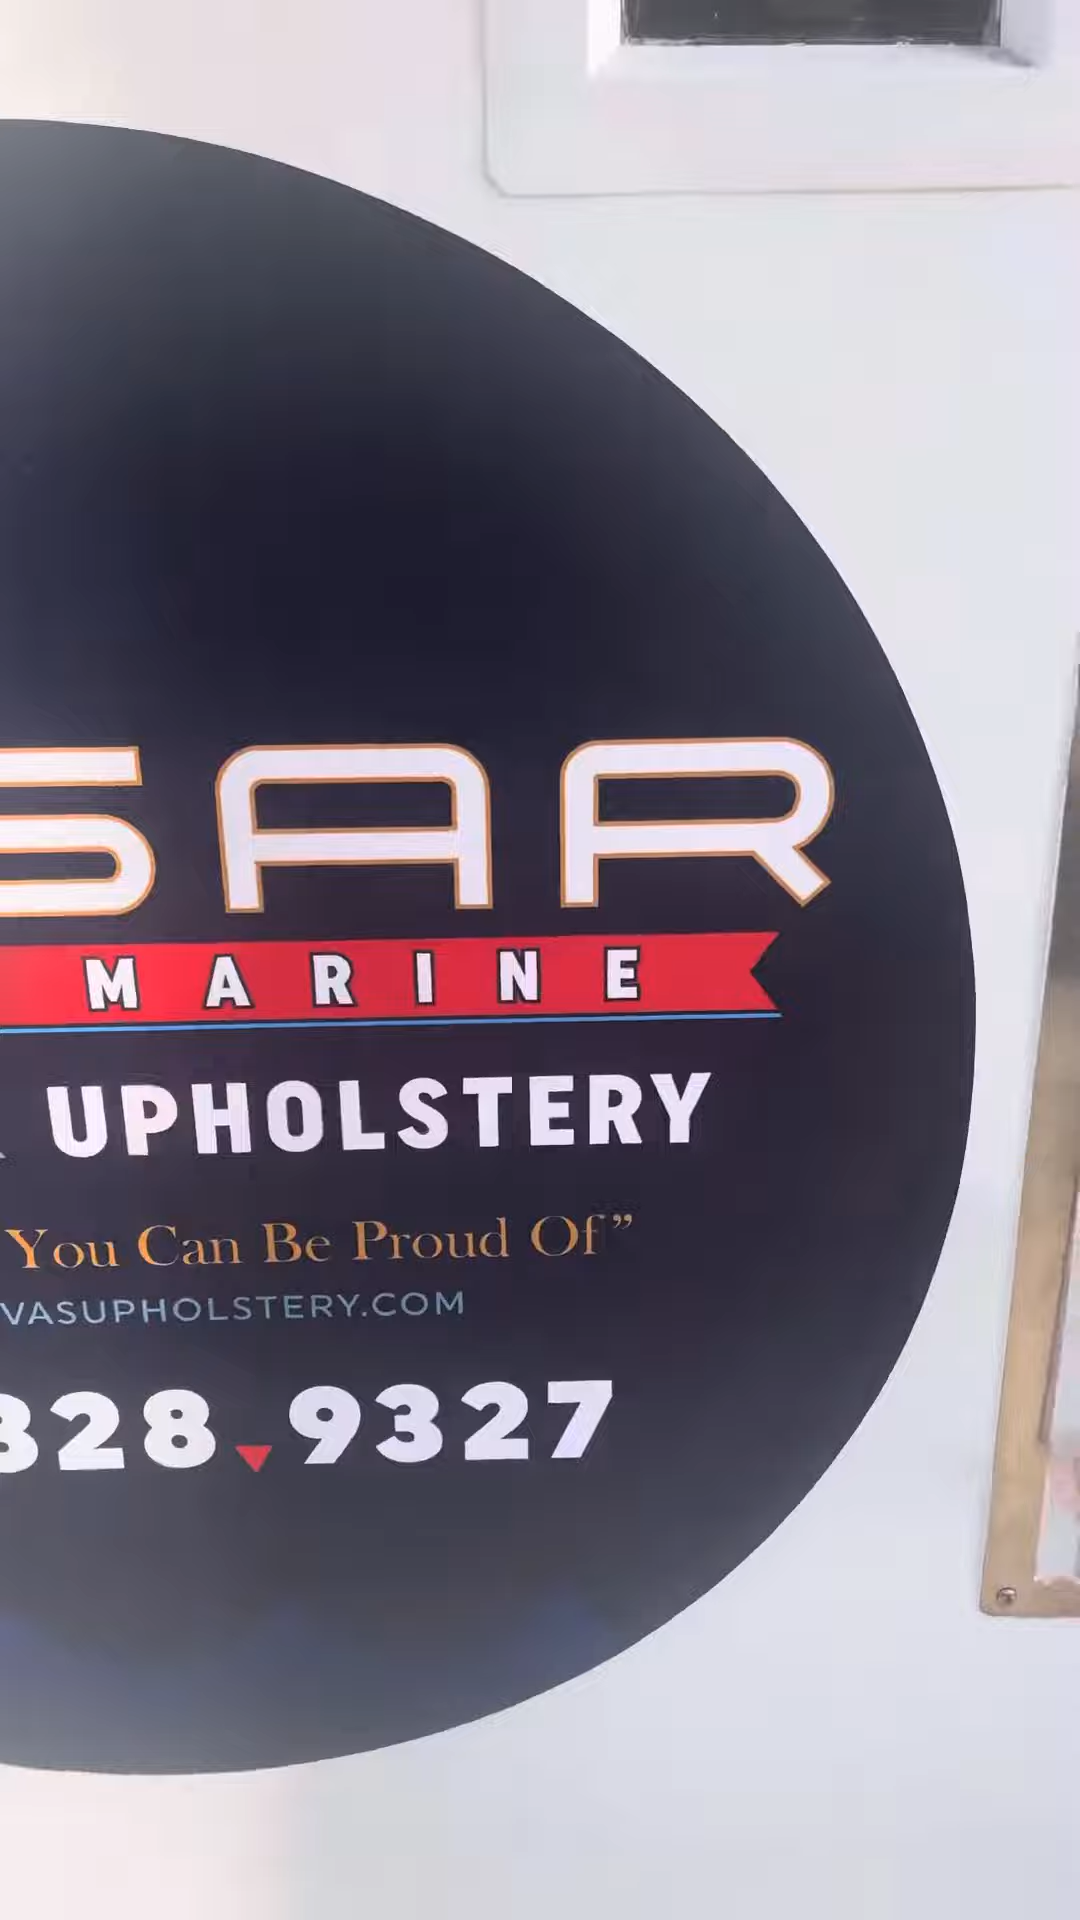 SAR
MARINE
UPHOLSTERY
You Can Be Proud Of”
VASUPHOLSTERY.COM
328 9327